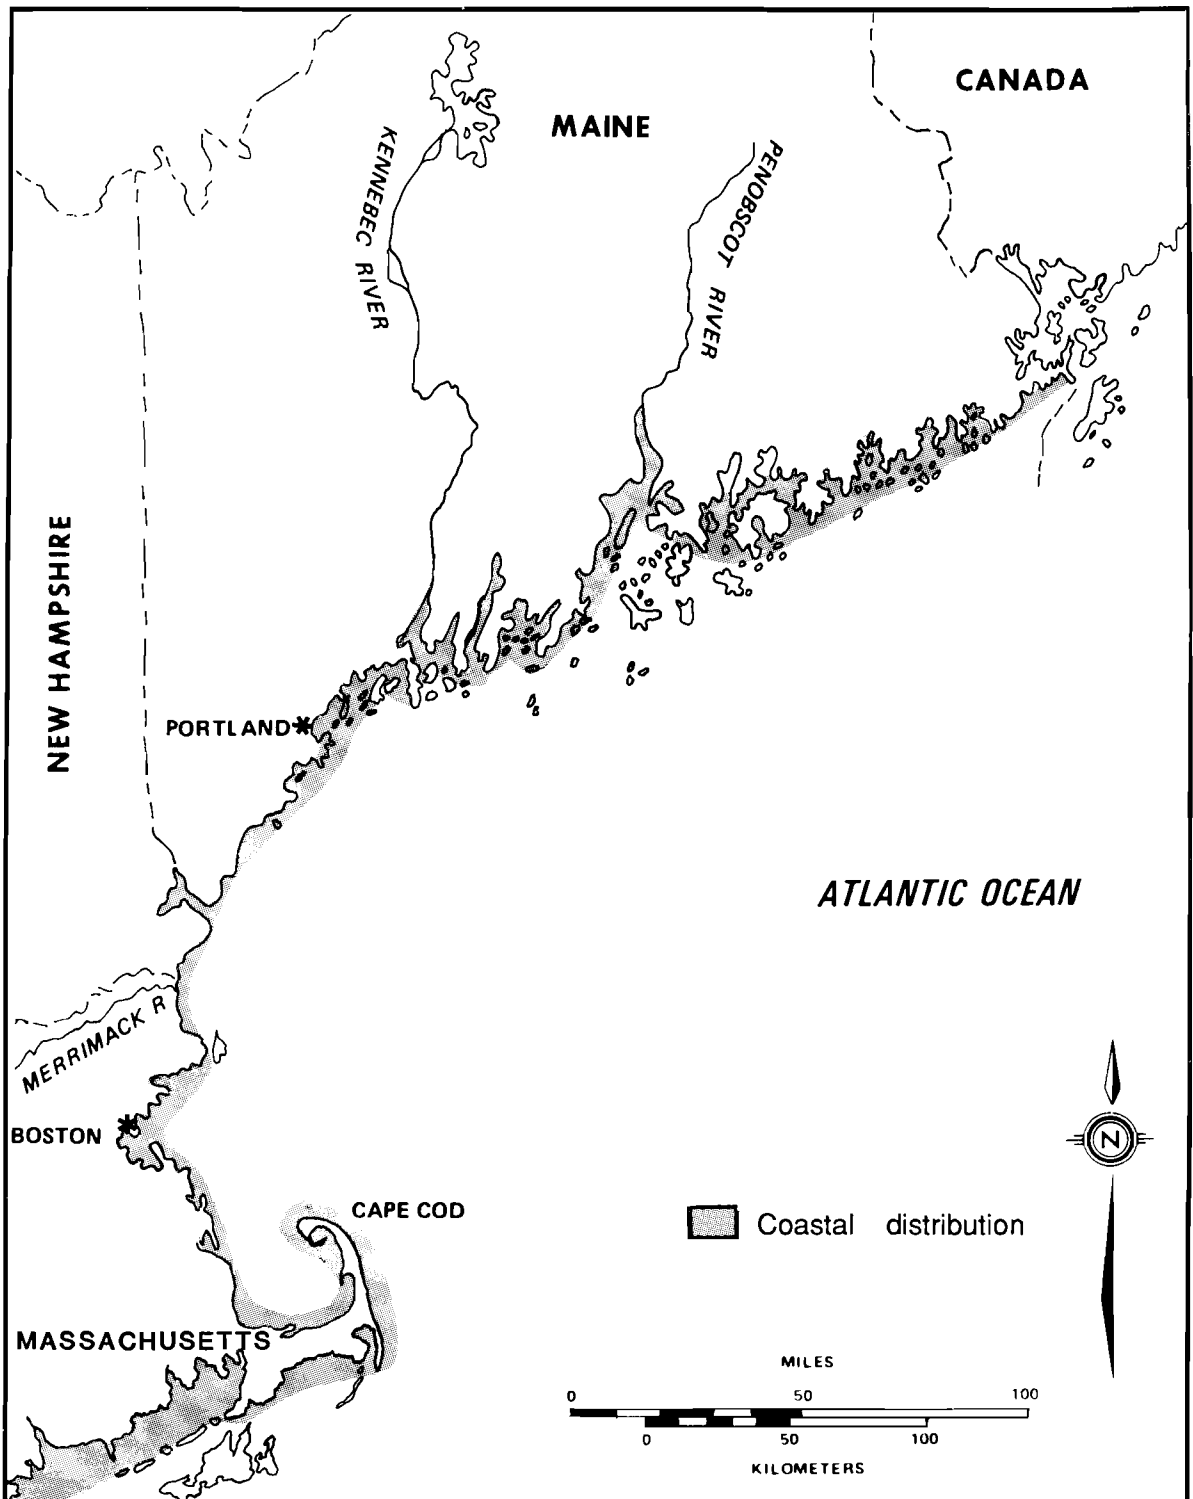 CANADA
MAINE
KENNEBEC RIVER
PENOBSCOT RIVER
NEW HAMPSHIRE
PORTLAND
ATLANTIC OCEAN
MERRIMACK R
BOSTON
N
CAPE COD
Coastal distribution
MASSACHUSETTS
MILES
0 50 100
0 50 100
KILOMETERS